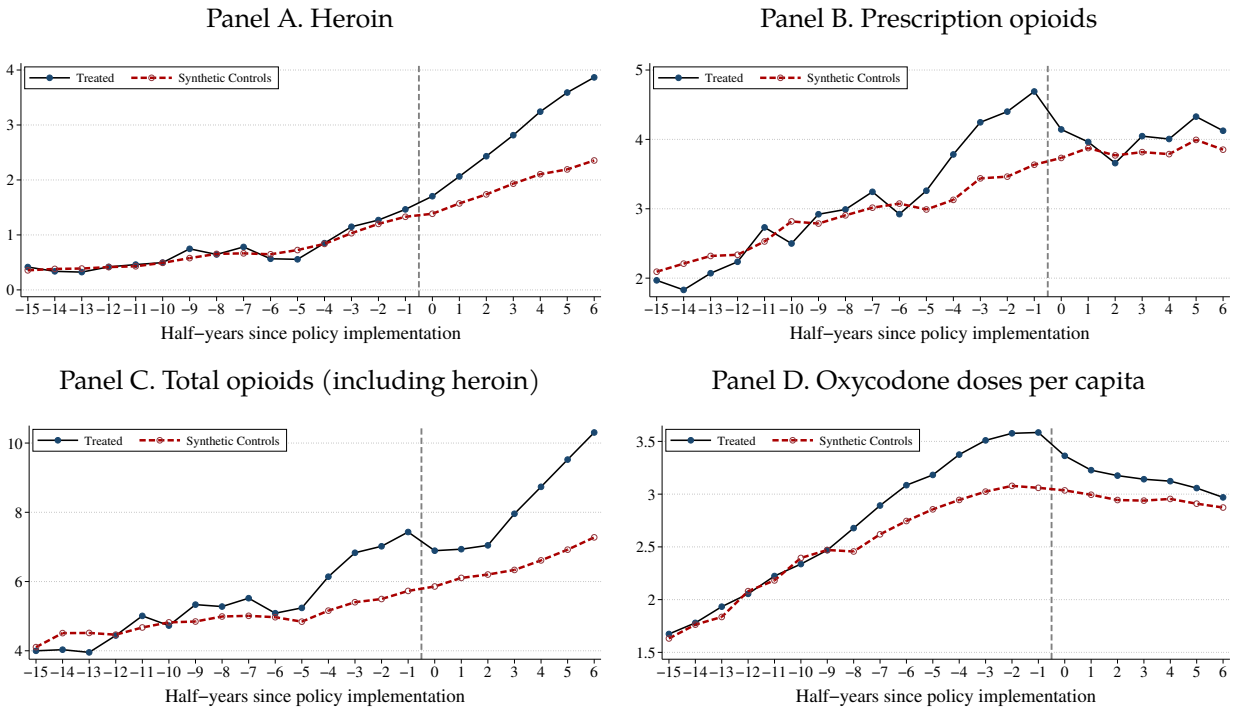 Panel A. Heroin
Treated
Synthetic Controls
4
3
2
1
0
−15 −14 −13 −12 −11 −10 −9 −8 −7 −6 −5 −4 −3 −2 −1 0 1 2 3 4 5 6
Half−years since policy implementation
Panel B. Prescription opioids
Treated
Synthetic Controls
5
4
3
2
−15 −14 −13 −12 −11 −10 −9 −8 −7 −6 −5 −4 −3 −2 −1 0 1 2 3 4 5 6
Half−years since policy implementation
Panel C. Total opioids (including heroin)
Treated
Synthetic Controls
10
8
6
4
−15 −14 −13 −12 −11 −10 −9 −8 −7 −6 −5 −4 −3 −2 −1 0 1 2 3 4 5 6
Half−years since policy implementation
Panel D. Oxycodone doses per capita
Treated
Synthetic Controls
3.5
3
2.5
2
1.5
−15 −14 −13 −12 −11 −10 −9 −8 −7 −6 −5 −4 −3 −2 −1 0 1 2 3 4 5 6
Half−years since policy implementation